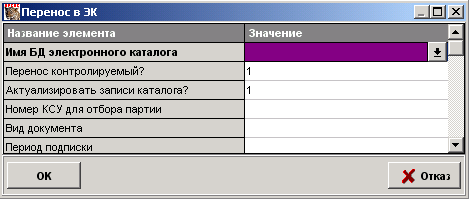 Перенос в ЭК
Название элемента Значение
Имя БД электронного каталога
Перенос контролируемый? 1
Актуализировать записи каталога? 1
Номер КСУ для отбора партии
Вид документа
Период подписки
OK Отказ